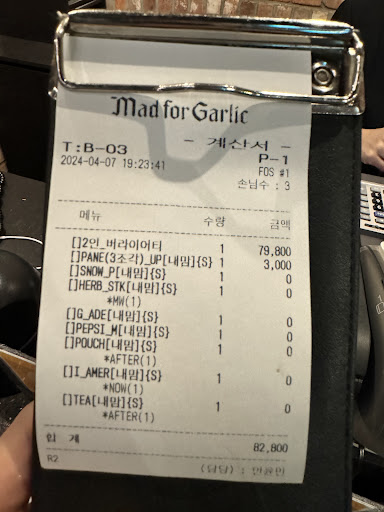 Mad for Garlic
T:B-03 - 계산서 -
2024-04-07 19:23:41 P-1
FOS #1
손님수 : 3
메뉴 수량 금액
[]2인_버라이어티 1 79,800
[]PANE(3조각)_UP[내맘]{S} 1 3,000
[]SNOW_P[내맘]{S} 1 0
[]HERB_STK[내맘]{S} 1 0
*MW(1)
[]G_ADE[내맘]{S} 1 0
[]PEPSI_M[내맘]{S} 1 0
[]POUCH[내맘]{S} 1 0
*AFTER(1)
[]I_AMER[내맘]{S} 1 0
*NOW(1)
[]TEA[내맘]{S} 1 0
*AFTER(1)
합 계 82,800
R2
(담당) :